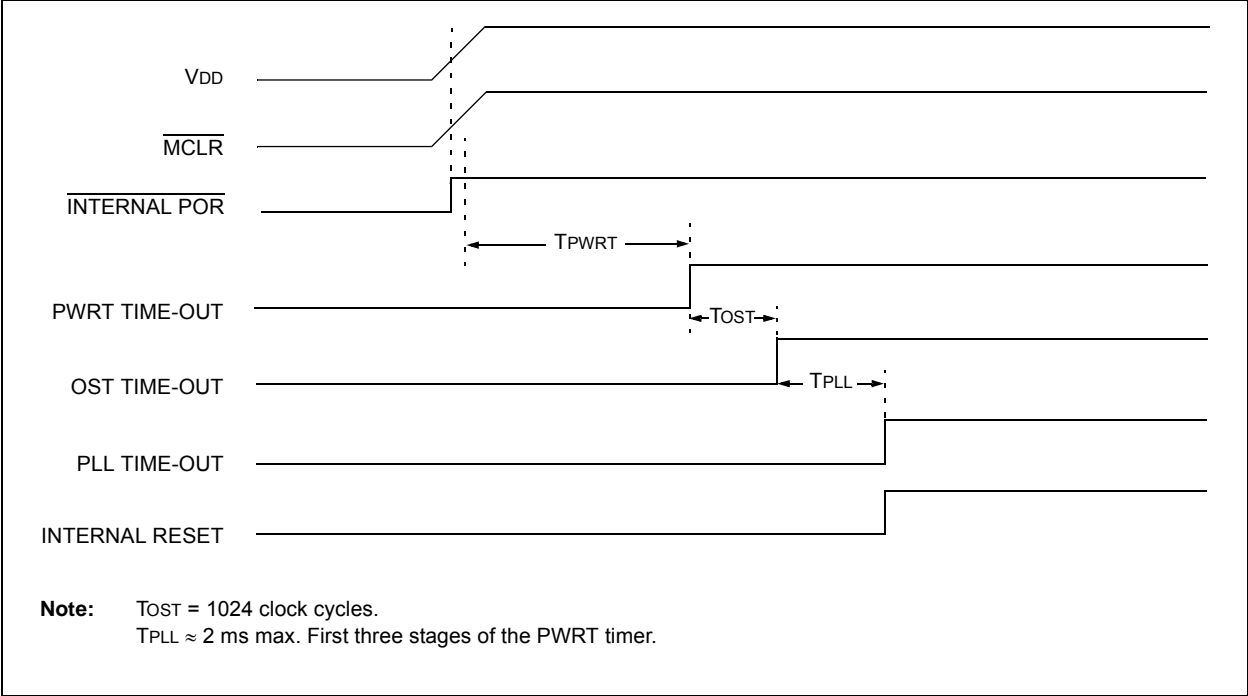 VDD
MCLR
INTERNAL POR
TPWRT
PWRT TIME-OUT
TOST
OST TIME-OUT
TPLL
PLL TIME-OUT
INTERNAL RESET
Note: TOST = 1024 clock cycles.
TPLL ≈ 2 ms max. First three stages of the PWRT timer.